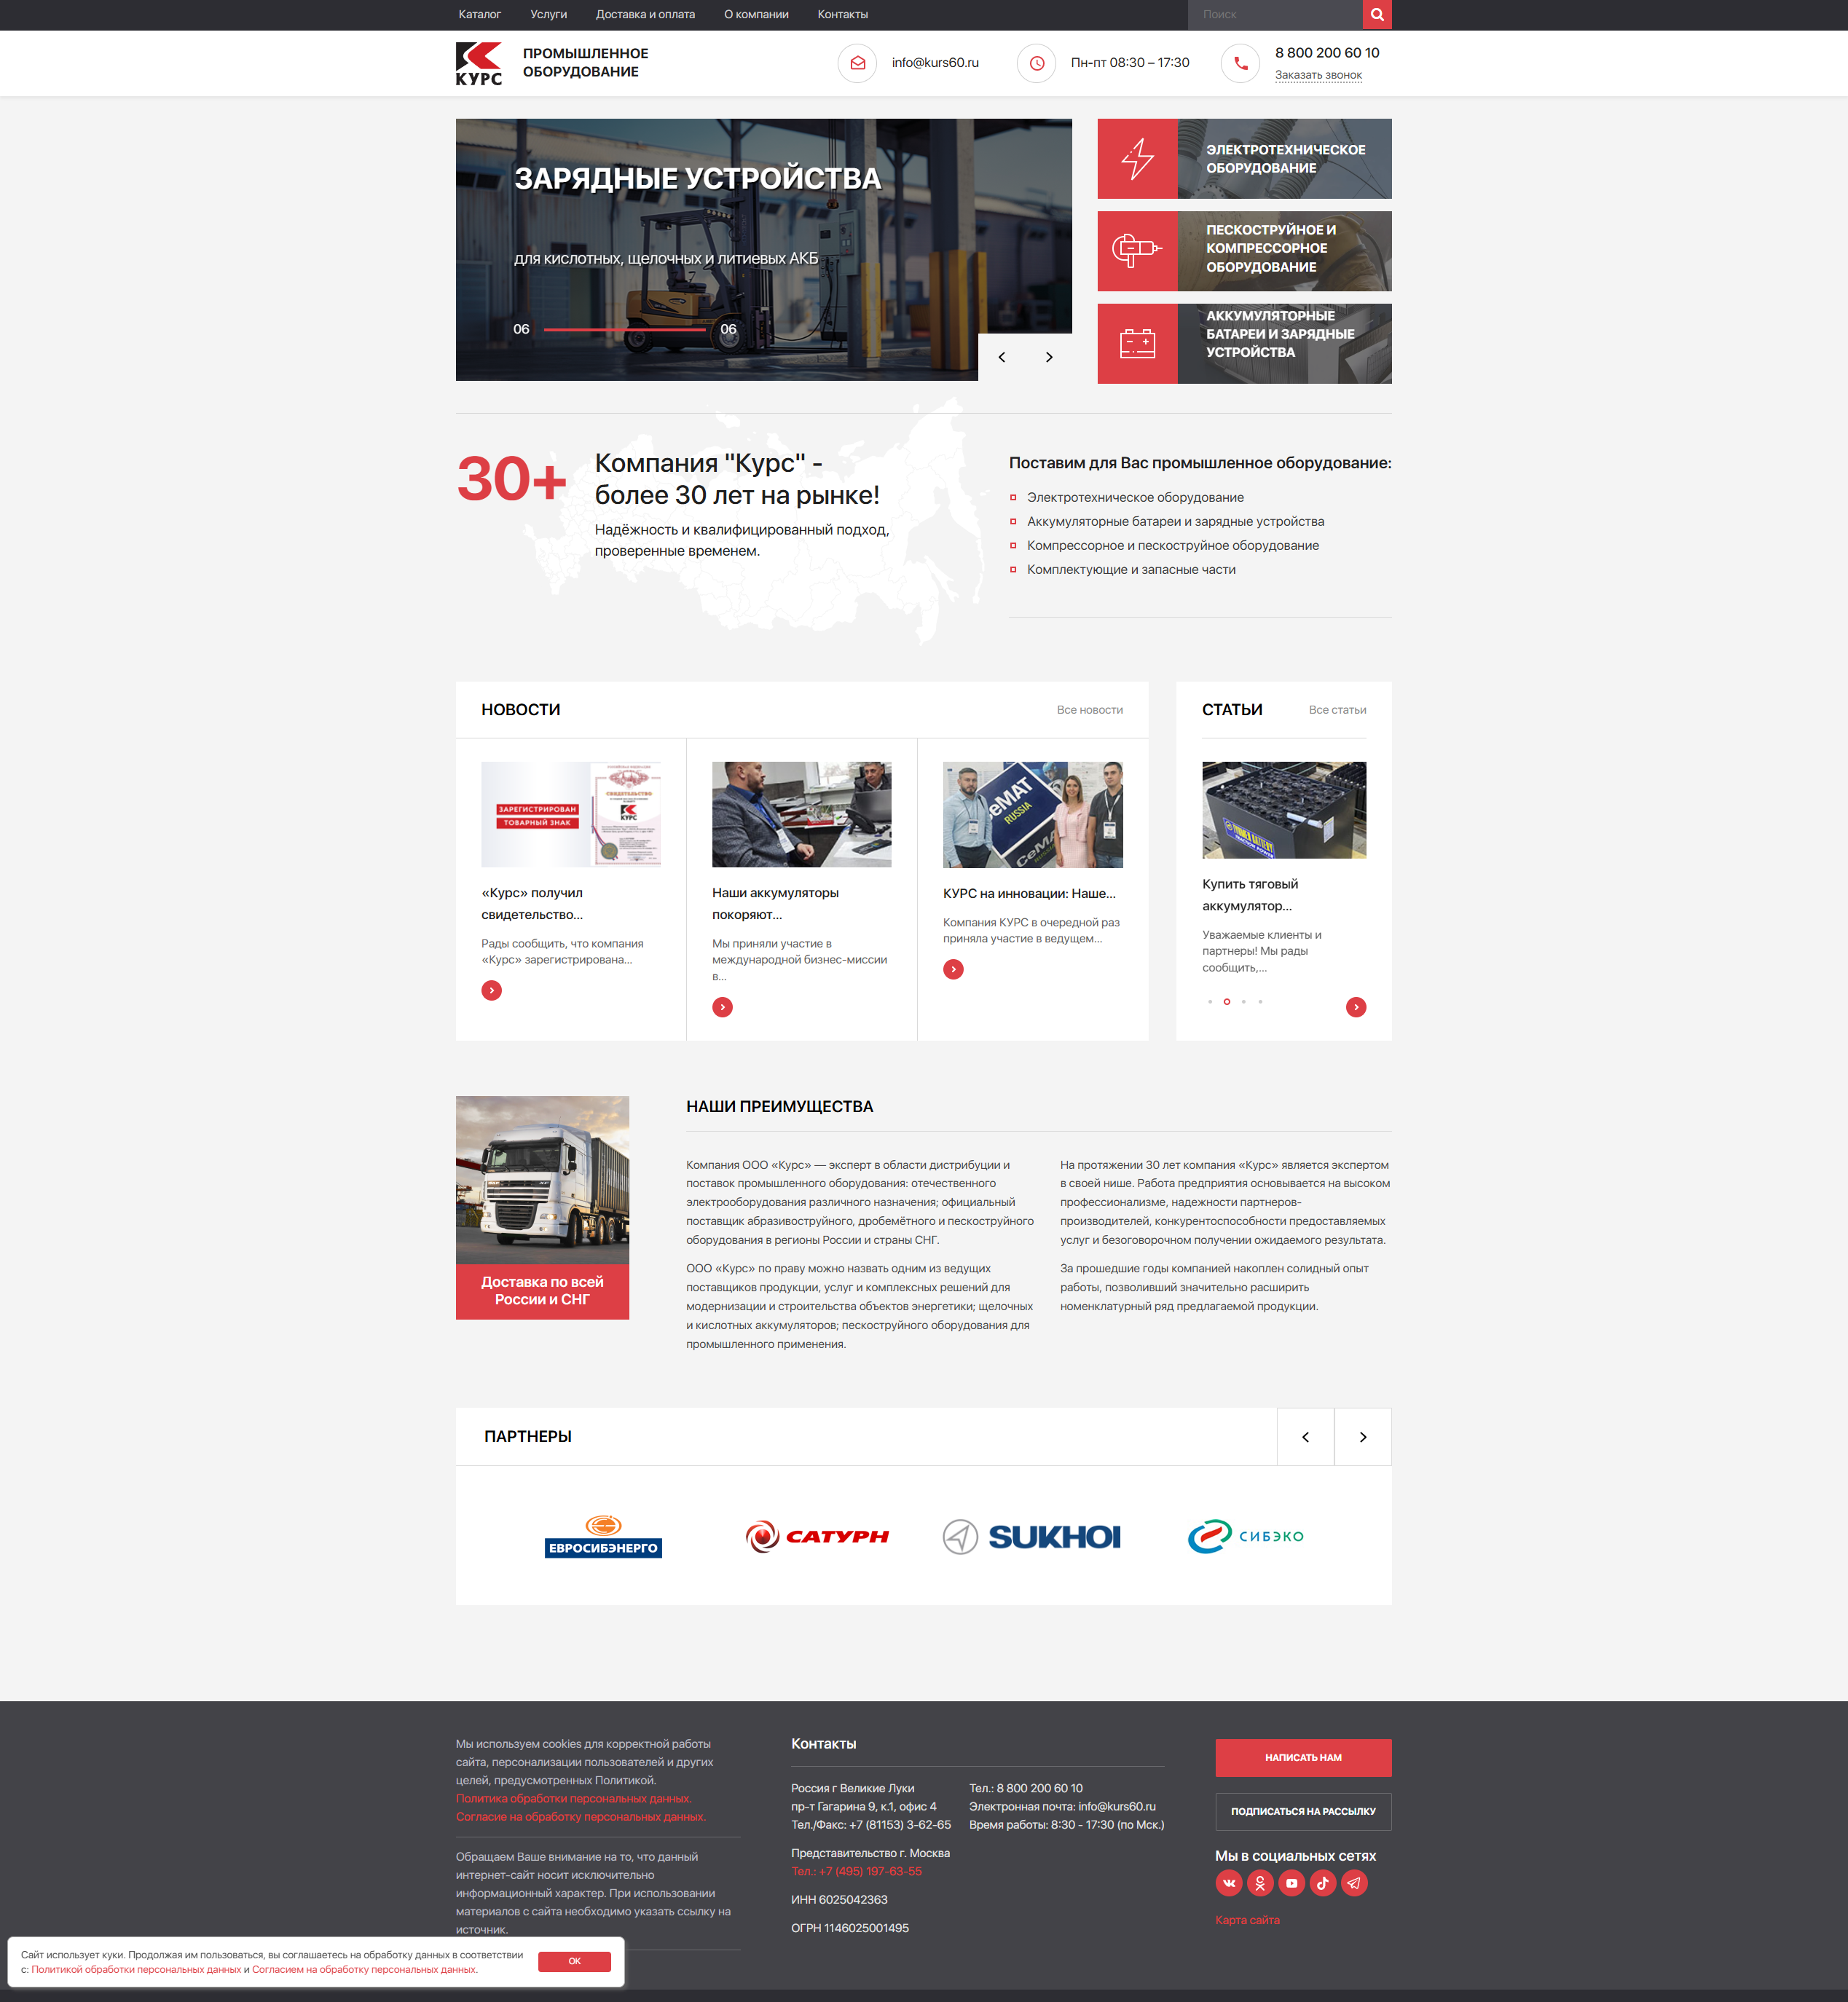 Каталог
Услуги
Доставка и оплата
О компании
Контакты
Поиск
КУРС
ПРОМЫШЛЕННОЕ
ОБОРУДОВАНИЕ
info@kurs60.ru
Пн-пт 08:30 – 17:30
8 800 200 60 10
Заказать звонок
ЗАРЯДНЫЕ УСТРОЙСТВА
для кислотных, щелочных и литиевых АКБ
06
06
ЭЛЕКТРОТЕХНИЧЕСКОЕ
ОБОРУДОВАНИЕ
ПЕСКОСТРУЙНОЕ И
КОМПРЕССОРНОЕ
ОБОРУДОВАНИЕ
АККУМУЛЯТОРНЫЕ
БАТАРЕИ И ЗАРЯДНЫЕ
УСТРОЙСТВА
30+
Компания "Курс" -
более 30 лет на рынке!
Надёжность и квалифицированный подход,
проверенные временем.
Поставим для Вас промышленное оборудование:
Электротехническое оборудование
Аккумуляторные батареи и зарядные устройства
Компрессорное и пескоструйное оборудование
Комплектующие и запасные части
НОВОСТИ
Все новости
ЗАРЕГИСТРИРОВАН
ТОВАРНЫЙ ЗНАК
СВИДЕТЕЛЬСТВО
КУРС
«Курс» получил
свидетельство...
Рады сообщить, что компания
«Курс» зарегистрирована...
Наши аккумуляторы
покоряют...
Мы приняли участие в
международной бизнес-миссии
в...
CeMAT
RUSSIA
CeMAT
КУРС на инновации: Наше...
Компания КУРС в очередной раз
приняла участие в ведущем...
СТАТЬИ
Все статьи
Купить тяговый
аккумулятор...
Уважаемые клиенты и
партнеры! Мы рады
сообщить,...
Доставка по всей
России и СНГ
НАШИ ПРЕИМУЩЕСТВА
Компания ООО «Курс» — эксперт в области дистрибуции и
поставок промышленного оборудования: отечественного
электрооборудования различного назначения; официальный
поставщик абразивоструйного, дробемётного и пескоструйного
оборудования в регионы России и страны СНГ.
ООО «Курс» по праву можно назвать одним из ведущих
поставщиков продукции, услуг и комплексных решений для
модернизации и строительства объектов энергетики; щелочных
и кислотных аккумуляторов; пескоструйного оборудования для
промышленного применения.
На протяжении 30 лет компания «Курс» является экспертом
в своей нише. Работа предприятия основывается на высоком
профессионализме, надежности партнеров-
производителей, конкурентоспособности предоставляемых
услуг и безоговорочном получении ожидаемого результата.
За прошедшие годы компанией накоплен солидный опыт
работы, позволивший значительно расширить
номенклатурный ряд предлагаемой продукции.
ПАРТНЕРЫ
ЕВРОСИБЭНЕРГО
САТУРН
SUKHOI
СИБЭКО
Мы используем cookies для корректной работы
сайта, персонализации пользователей и других
целей, предусмотренных Политикой.
Политика обработки персональных данных.
Согласие на обработку персональных данных.
Обращаем Ваше внимание на то, что данный
интернет-сайт носит исключительно
информационный характер. При использовании
материалов с сайта необходимо указать ссылку на
источник.
Контакты
Россия г Великие Луки
пр-т Гагарина 9, к.1, офис 4
Тел./Факс: +7 (81153) 3-62-65
Представительство г. Москва
Тел.: +7 (495) 197-63-55
ИНН 6025042363
ОГРН 1146025001495
Тел.: 8 800 200 60 10
Электронная почта: info@kurs60.ru
Время работы: 8:30 - 17:30 (по Мск.)
НАПИСАТЬ НАМ
ПОДПИСАТЬСЯ НА РАССЫЛКУ
Мы в социальных сетях
Карта сайта
Сайт использует куки. Продолжая им пользоваться, вы соглашаетесь на обработку данных в соответствии
с: Политикой обработки персональных данных и Согласием на обработку персональных данных.
ОК